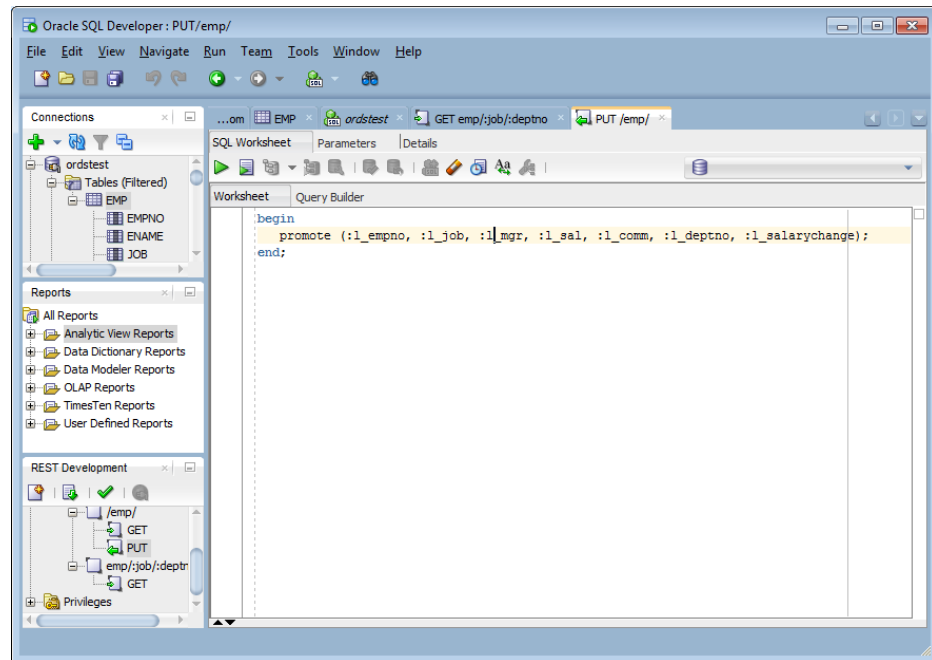 Oracle SQL Developer : PUT/emp/
File Edit View Navigate Run Team Tools Window Help
Connections
ordstest
Tables (Filtered)
EMP
EMPNO
ENAME
JOB
Reports
All Reports
Analytic View Reports
Data Dictionary Reports
Data Modeler Reports
OLAP Reports
TimesTen Reports
User Defined Reports
REST Development
/emp/
GET
PUT
emp/:job/:deptr
GET
Privileges
...om EMP ordstest GET emp/:job/:deptno PUT /emp/
SQL Worksheet Parameters Details
Worksheet Query Builder
begin
promote (:l_empno, :l_job, :l_mgr, :l_sal, :l_comm, :l_deptno, :l_salarychange);
end;